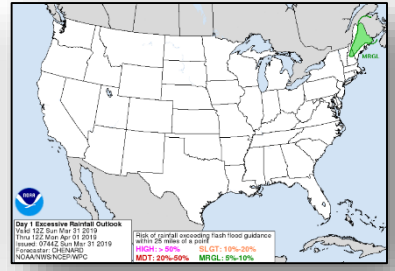 MRGL
noaa
Day 1 Excessive Rainfall Outlook
Valid 12Z Sun Mar 31 2019
Thru 12Z Mon Apr 01 2019
Issued: 0744Z Sun Mar 31 2019
Forecaster: CHENARD
NOAA/NWS/NCEP/WPC
Risk of rainfall exceeding flash flood guidance
within 25 miles of a point
HIGH: > 50% SLGT: 10%-20%
MDT: 20%-50% MRGL: 5%-10%